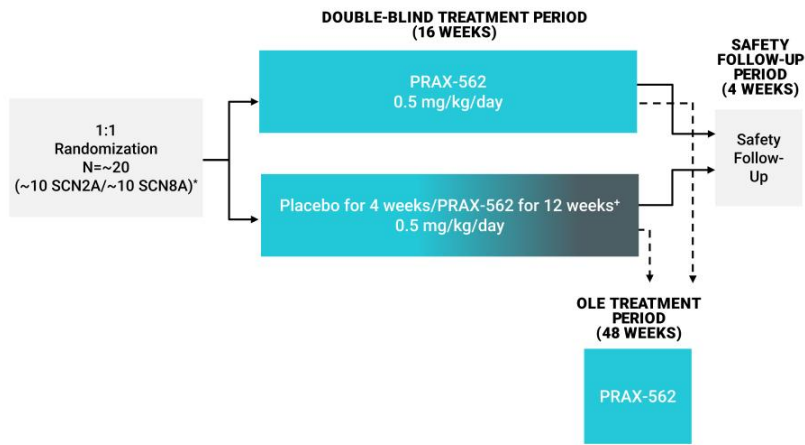 DOUBLE-BLIND TREATMENT PERIOD
(16 WEEKS)
SAFETY
FOLLOW-UP
PERIOD
(4 WEEKS)
PRAX-562
0.5 mg/kg/day
1:1
Randomization
N=~20
(~10 SCN2A/~10 SCN8A)*
Safety
Follow-
Up
Placebo for 4 weeks/PRAX-562 for 12 weeks+
0.5 mg/kg/day
OLE TREATMENT
PERIOD
(48 WEEKS)
PRAX-562